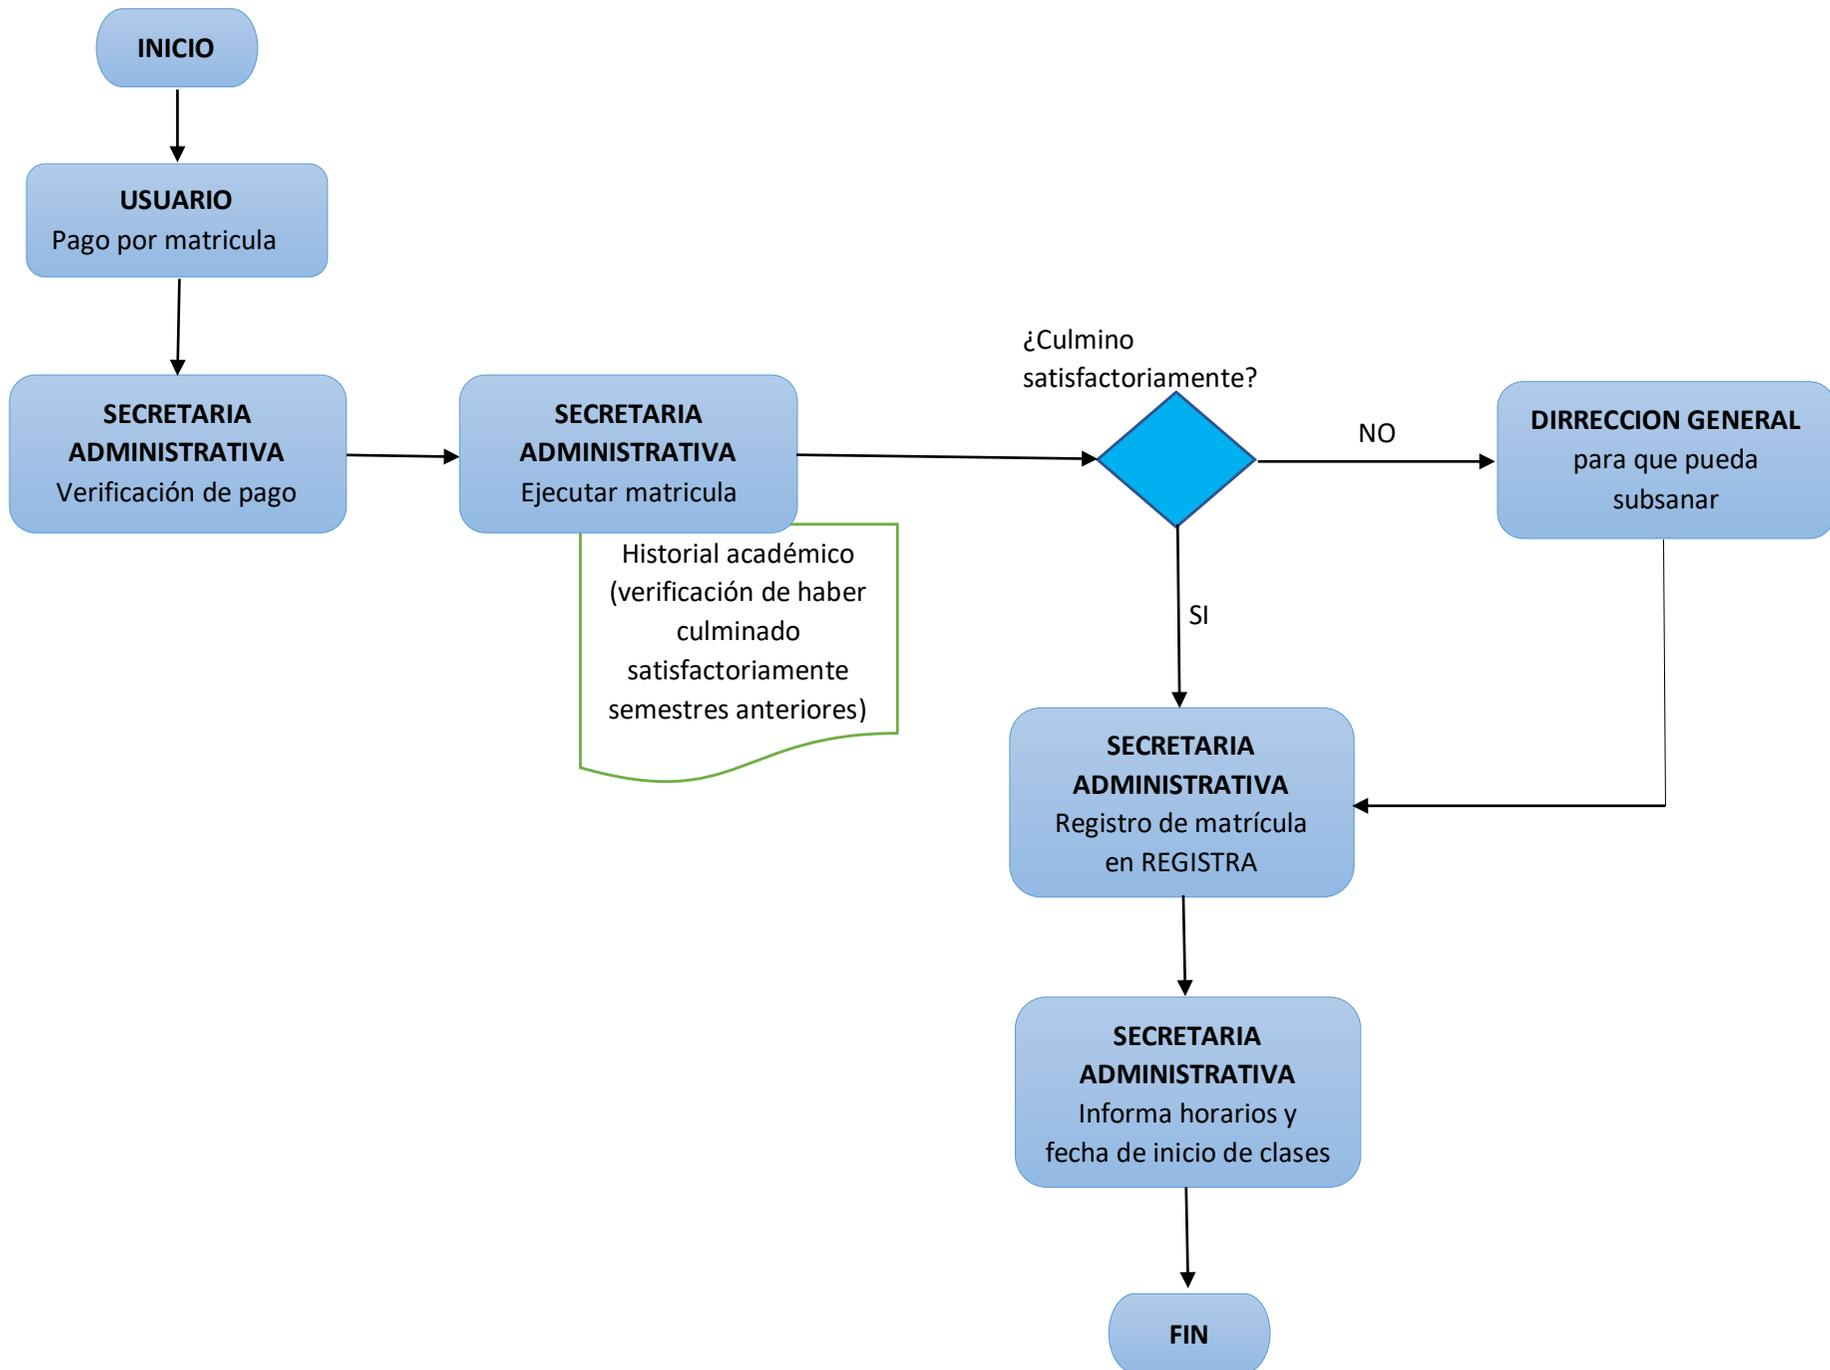 INICIO
USUARIO
Pago por matricula
SECRETARIA
ADMINISTRATIVA
Verificación de pago
SECRETARIA
ADMINISTRATIVA
Ejecutar matricula
Historial académico
(verificación de haber
culminado
satisfactoriamente
semestres anteriores)
¿Culmino
satisfactoriamente?
NO
DIRRECCION GENERAL
para que pueda
subsanar
SI
SECRETARIA
ADMINISTRATIVA
Registro de matrícula
en REGISTRA
SECRETARIA
ADMINISTRATIVA
Informa horarios y
fecha de inicio de clases
FIN